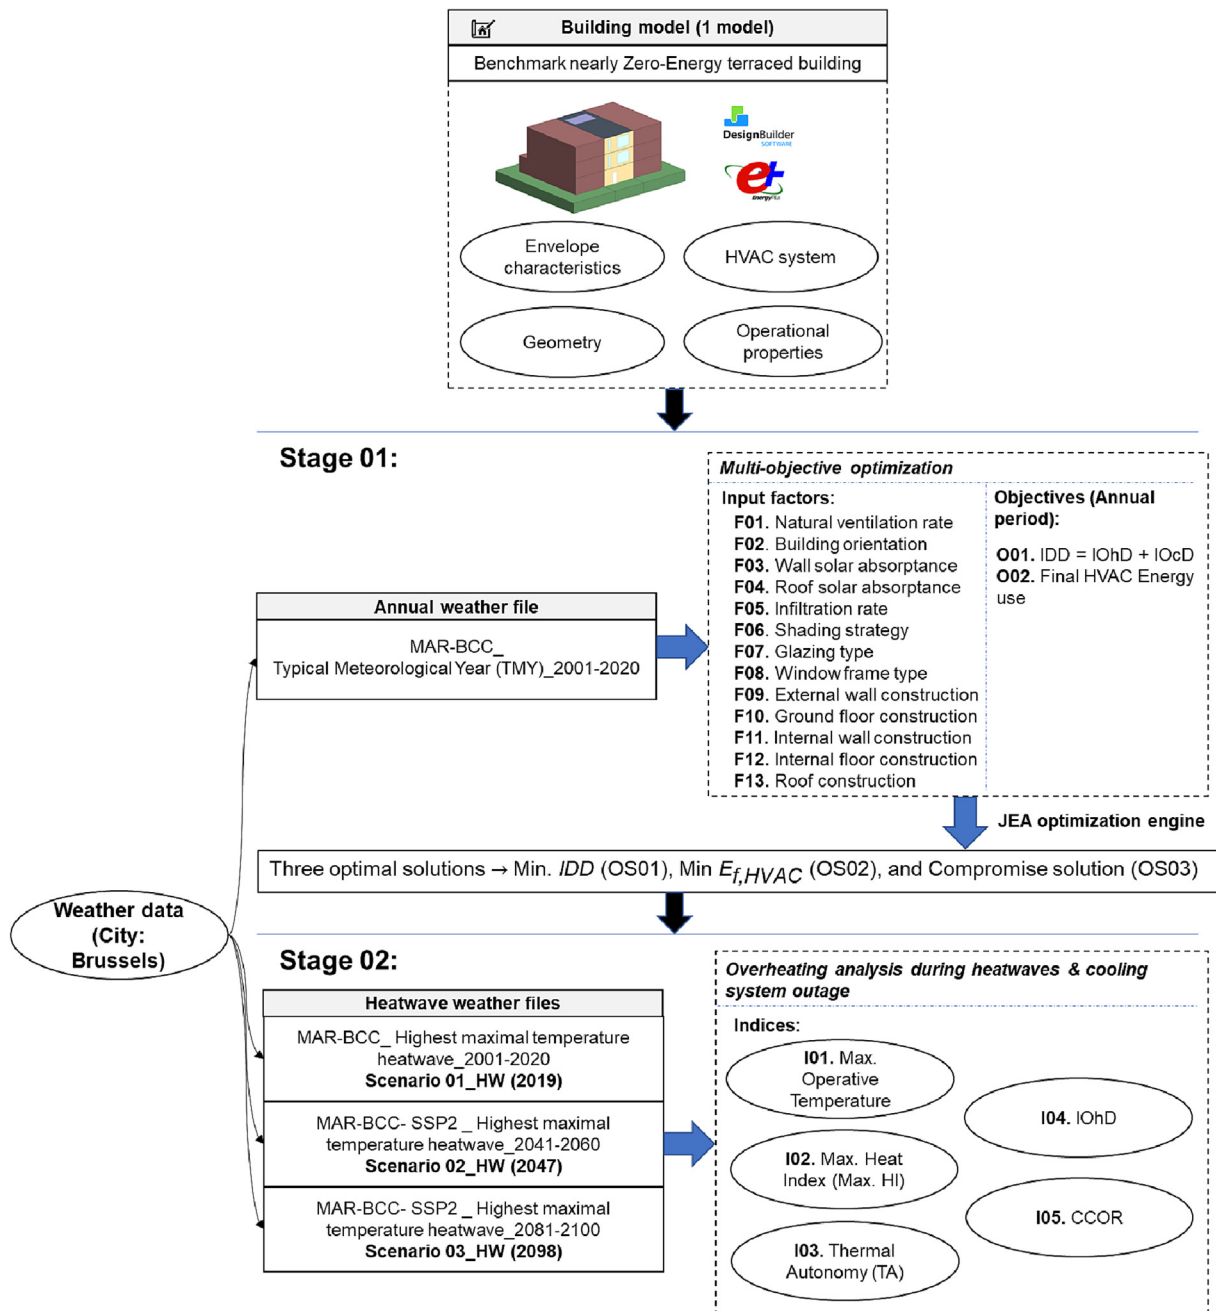 Building model (1 model)
Benchmark nearly Zero-Energy terraced building
DesignBuilder
SOFTWARE
e+
EnergyPlus
Envelope
characteristics
HVAC system
Geometry
Operational
properties
Stage 01:
Annual weather file
MAR-BCC_
Typical Meteorological Year (TMY)_2001-2020
Multi-objective optimization
Input factors:
F01. Natural ventilation rate
F02. Building orientation
F03. Wall solar absorptance
F04. Roof solar absorptance
F05. Infiltration rate
F06. Shading strategy
F07. Glazing type
F08. Window frame type
F09. External wall construction
F10. Ground floor construction
F11. Internal wall construction
F12. Internal floor construction
F13. Roof construction
Objectives (Annual
period):
O01. IDD = IOhD + IOcD
O02. Final HVAC Energy
use
JEA optimization engine
Three optimal solutions → Min. IDD (OS01), Min E_f,HVAC (OS02), and Compromise solution (OS03)
Weather data
(City:
Brussels)
Stage 02:
Heatwave weather files
MAR-BCC_ Highest maximal temperature
heatwave_2001-2020
Scenario 01_HW (2019)
MAR-BCC- SSP2 _ Highest maximal
temperature heatwave_2041-2060
Scenario 02_HW (2047)
MAR-BCC- SSP2 _ Highest maximal
temperature heatwave_2081-2100
Scenario 03_HW (2098)
Overheating analysis during heatwaves & cooling
system outage
Indices:
I01. Max.
Operative
Temperature
I02. Max. Heat
Index (Max. HI)
I03. Thermal
Autonomy (TA)
I04. IOhD
I05. CCOR